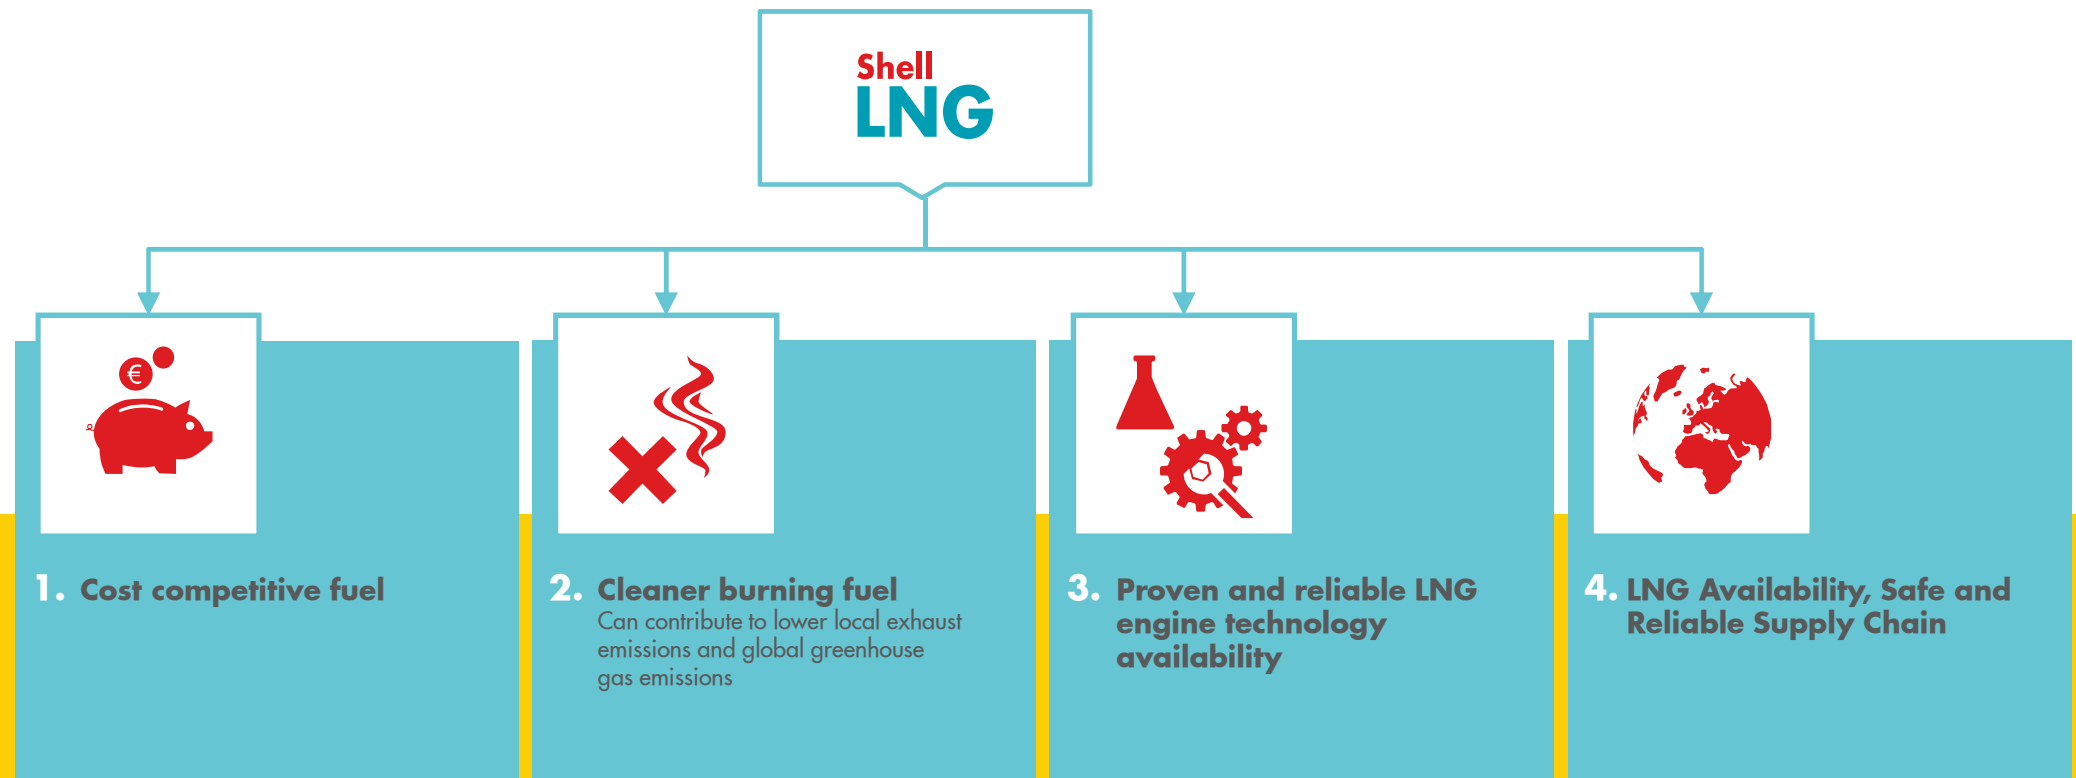 Shell
LNG
€
1. Cost competitive fuel
2. Cleaner burning fuel
Can contribute to lower local exhaust
emissions and global greenhouse
gas emissions
3. Proven and reliable LNG
engine technology
availability
4. LNG Availability, Safe and
Reliable Supply Chain